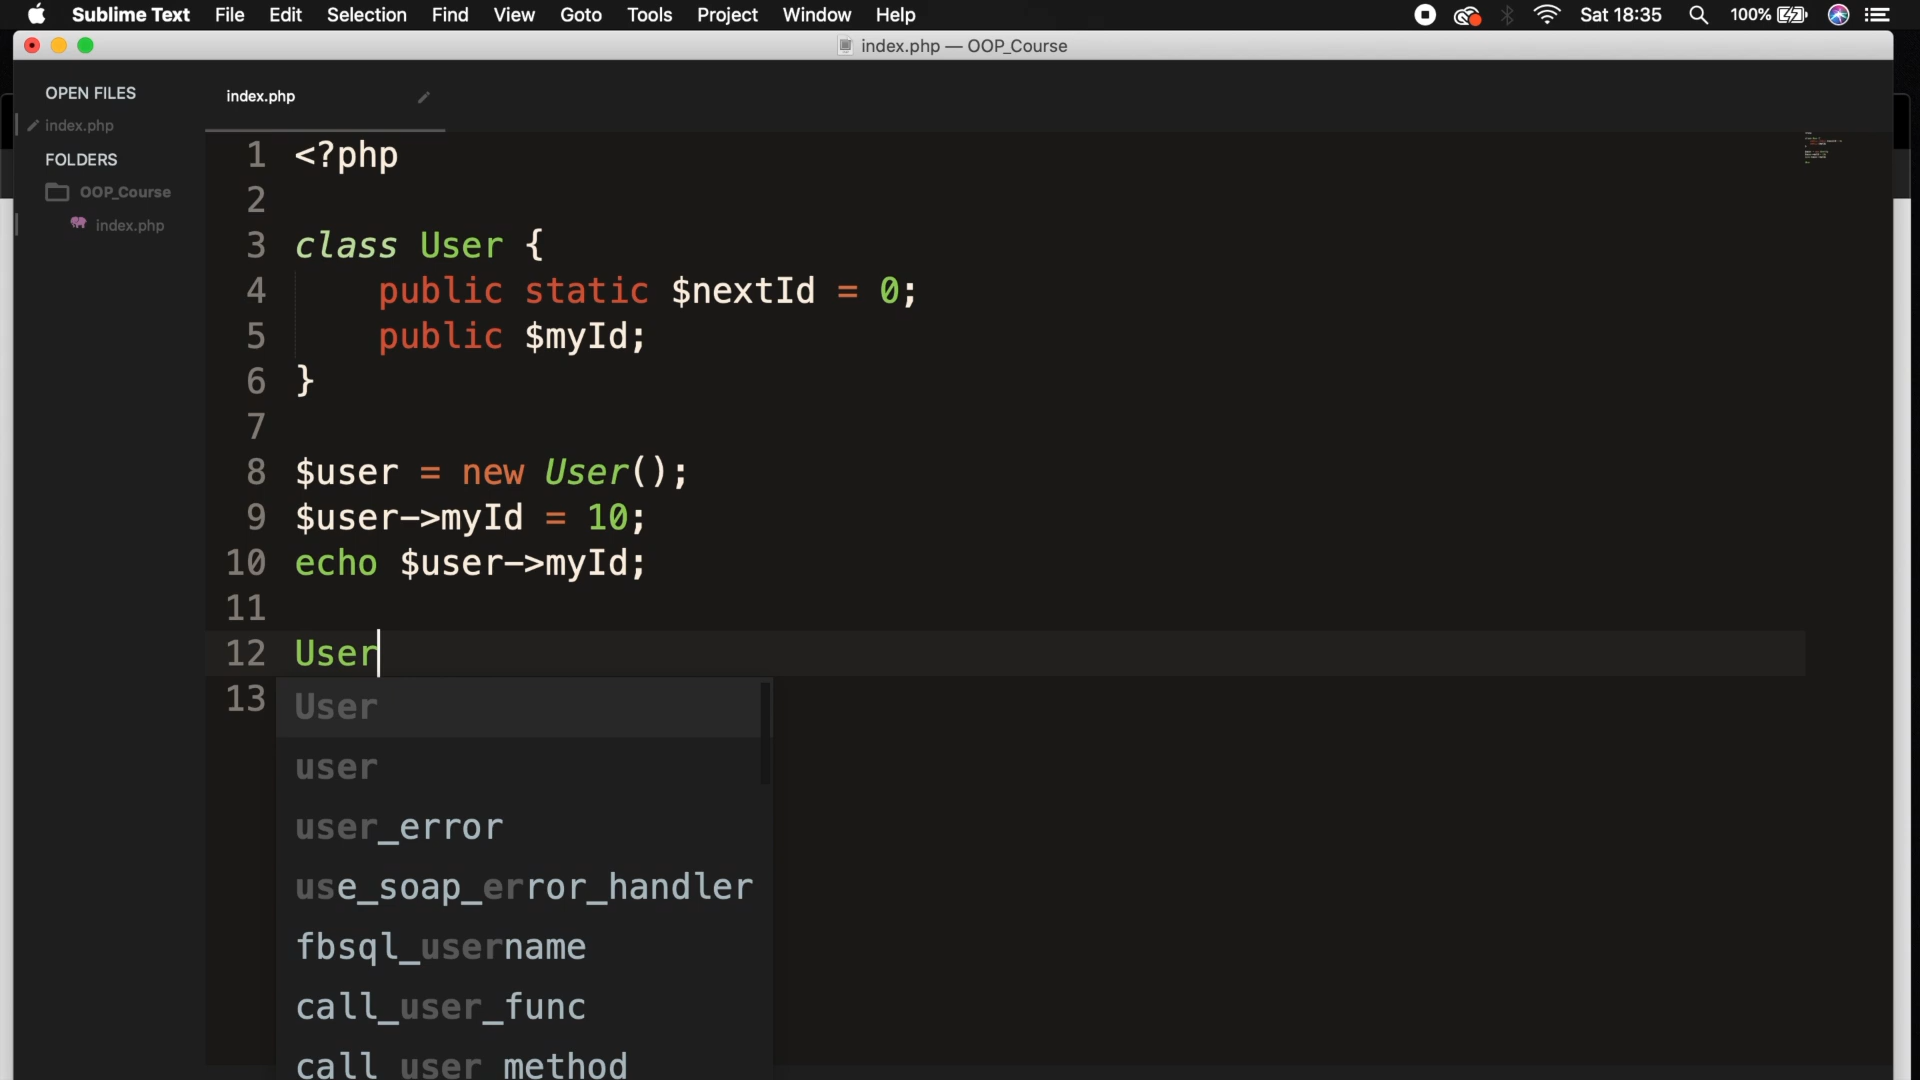 Sublime Text File Edit Selection Find View Goto Tools Project Window Help Sat 18:35 100%
index.php — OOP_Course
OPEN FILES
index.php
FOLDERS
OOP_Course
index.php
index.php
1 <?php
2
3 class User {
4 public static $nextId = 0;
5 public $myId;
6 }
7
8 $user = new User();
9 $user->myId = 10;
10 echo $user->myId;
11
12 User
13
User
user
user_error
use_soap_error_handler
fbsql_username
call_user_func
call_user_method